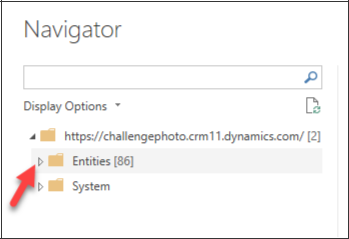 Navigator
Display Options
https://challengephoto.crm11.dynamics.com/ [2]
Entities [86]
System